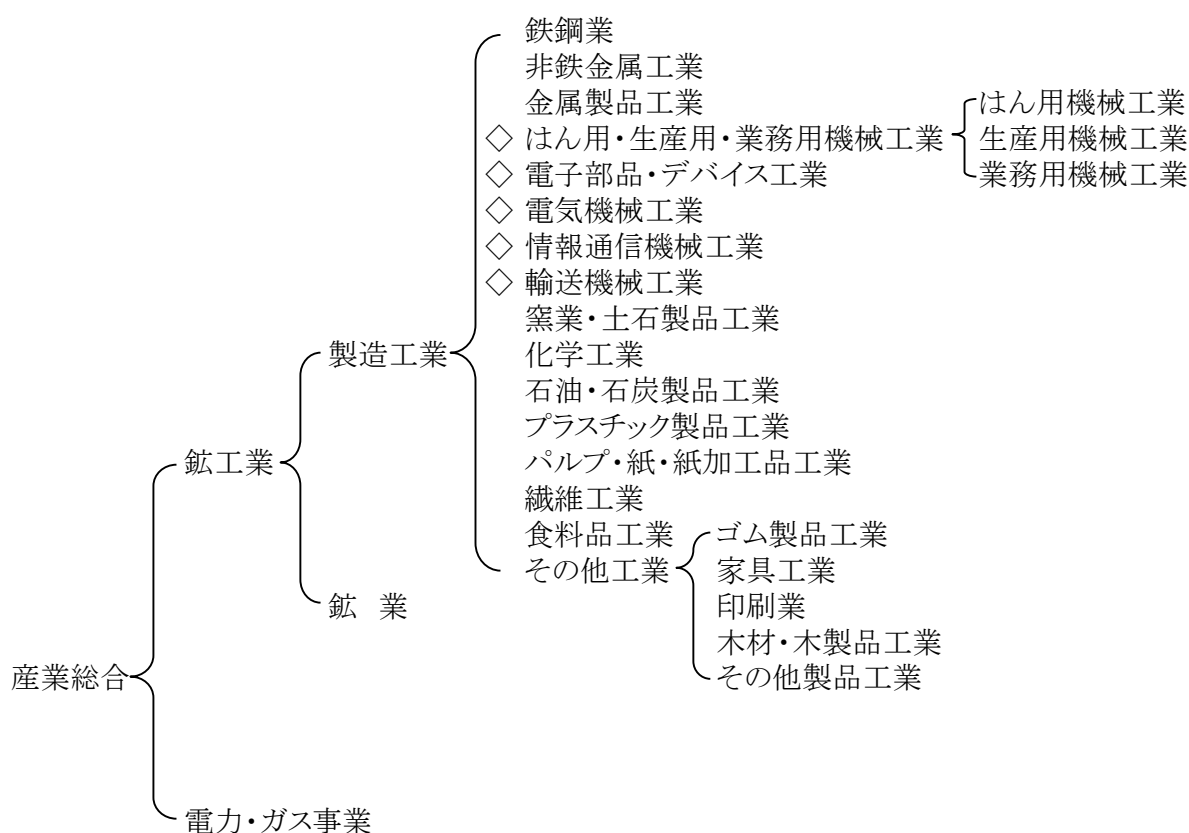 鉄鋼業
非鉄金属工業
金属製品工業
◇ はん用・生産用・業務用機械工業
はん用機械工業
生産用機械工業
業務用機械工業
◇ 電子部品・デバイス工業
◇ 電気機械工業
◇ 情報通信機械工業
◇ 輸送機械工業
窯業・土石製品工業
製造工業
化学工業
石油・石炭製品工業
プラスチック製品工業
鉱工業
パルプ・紙・紙加工品工業
繊維工業
食料品工業
その他工業
ゴム製品工業
家具工業
印刷業
木材・木製品工業
その他製品工業
鉱 業
産業総合
電力・ガス事業